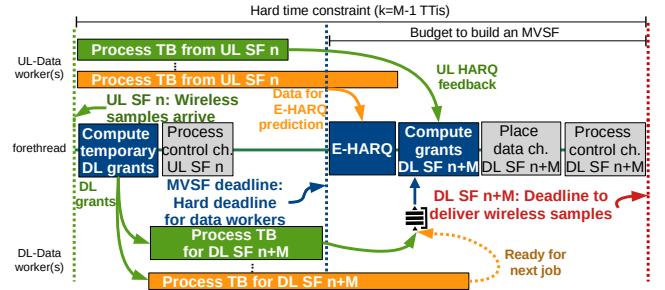 Hard time constraint (k=M-1 TTis)
Budget to build an MVSF
UL-Data
worker(s)
Process TB from UL SF n
Process TB from UL SF n
UL SF n: Wireless
samples arrive
Data for
E-HARQ
prediction
UL HARQ
feedback
forethread
Compute
temporary
DL grants
Process
control ch.
UL SF n
E-HARQ
Compute
grants
DL SF n+M
Place
data ch.
DL SF n+M
Process
control ch.
DL SF n+M
DL
grants
MVSF deadline:
Hard deadline
for data workers
DL SF n+M: Deadline to
deliver wireless samples
DL-Data
worker(s)
Process TB
for DL SF n+M
Ready for
next job
Process TB for DL SF n+M